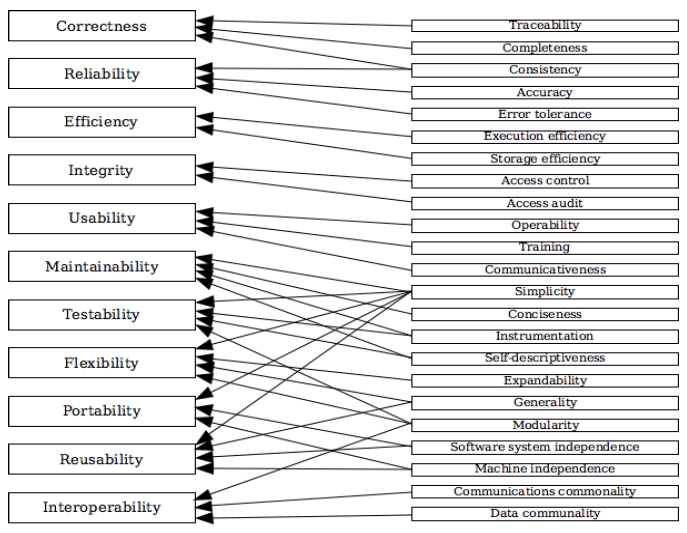 Correctness
Reliability
Efficiency
Integrity
Usability
Maintainability
Testability
Flexibility
Portability
Reusability
Interoperability
Traceability
Completeness
Consistency
Accuracy
Error tolerance
Execution efficiency
Storage efficiency
Access control
Access audit
Operability
Training
Communicativeness
Simplicity
Conciseness
Instrumentation
Self-descriptiveness
Expandability
Generality
Modularity
Software system independence
Machine independence
Communications commonality
Data communality